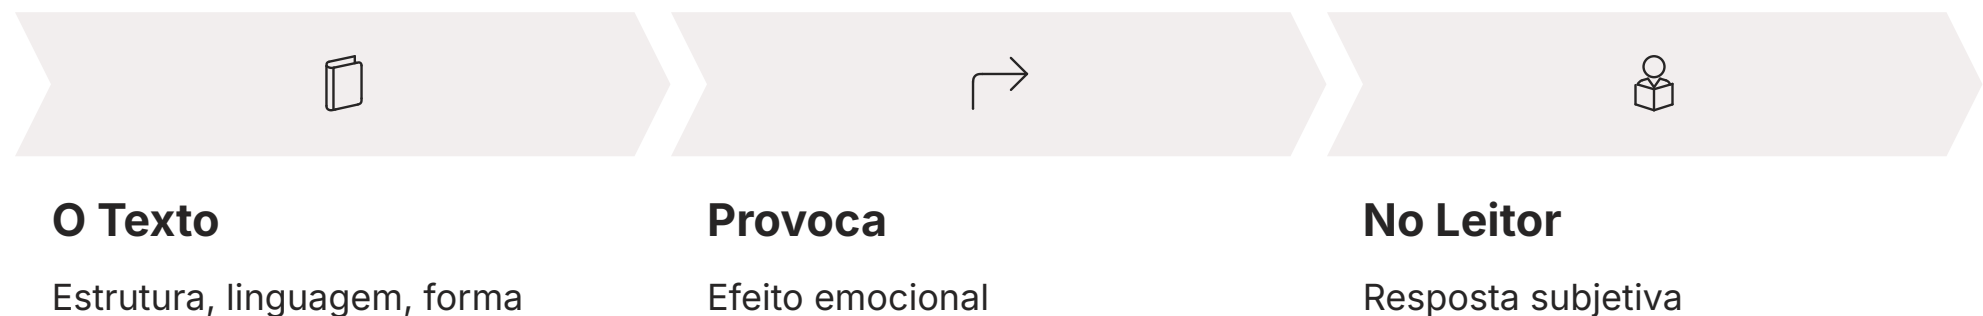 O Texto
Estrutura, linguagem, forma
Provoca
Efeito emocional
No Leitor
Resposta subjetiva